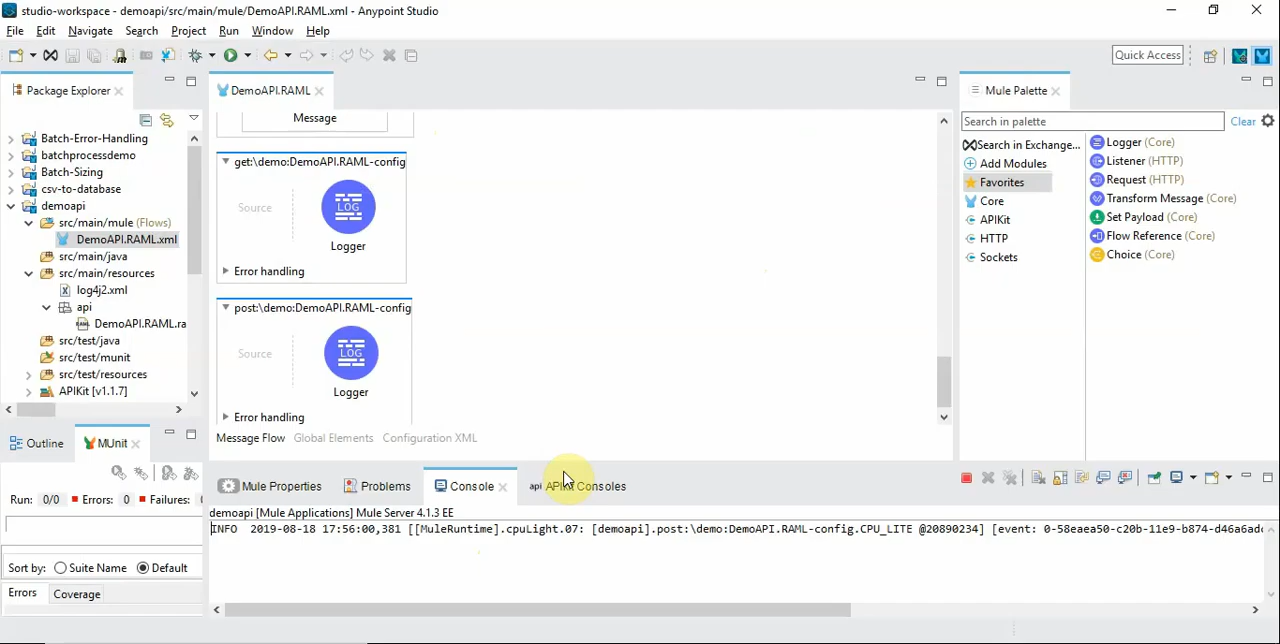 studio-workspace - demoapi/src/main/mule/DemoAPI.RAML.xml - Anypoint Studio
File Edit Navigate Search Project Run Window Help
Quick Access
Package Explorer
Batch-Error-Handling
batchprocessdemo
Batch-Sizing
csv-to-database
demoapi
src/main/mule (Flows)
DemoAPI.RAML.xml
src/main/java
src/main/resources
log4j2.xml
api
DemoAPI.RAML.ra
src/test/java
src/test/munit
src/test/resources
APIKit [v1.1.7]
DemoAPI.RAML
Message
get:\demo:DemoAPI.RAML-config
Source
LOG
Logger
Error handling
post:\demo:DemoAPI.RAML-config
Source
LOG
Logger
Error handling
Message Flow Global Elements Configuration XML
Mule Palette
Search in palette
Clear
Search in Exchange...
Add Modules
Favorites
Core
APIKit
HTTP
Sockets
Logger (Core)
Listener (HTTP)
Request (HTTP)
Transform Message (Core)
Set Payload (Core)
Flow Reference (Core)
Choice (Core)
Outline
MUnit
Run: 0/0 Errors: 0 Failures:
Sort by: Suite Name Default
Errors Coverage
Mule Properties
Problems
Console
api APIkit Consoles
demoapi [Mule Applications] Mule Server 4.1.3 EE
INFO 2019-08-18 17:56:00,381 [[MuleRuntime].cpuLight.07: [demoapi].post:\demo:DemoAPI.RAML-config.CPU_LITE @20890234] [event: 0-58eaea50-c20b-11e9-b874-d46a6adc